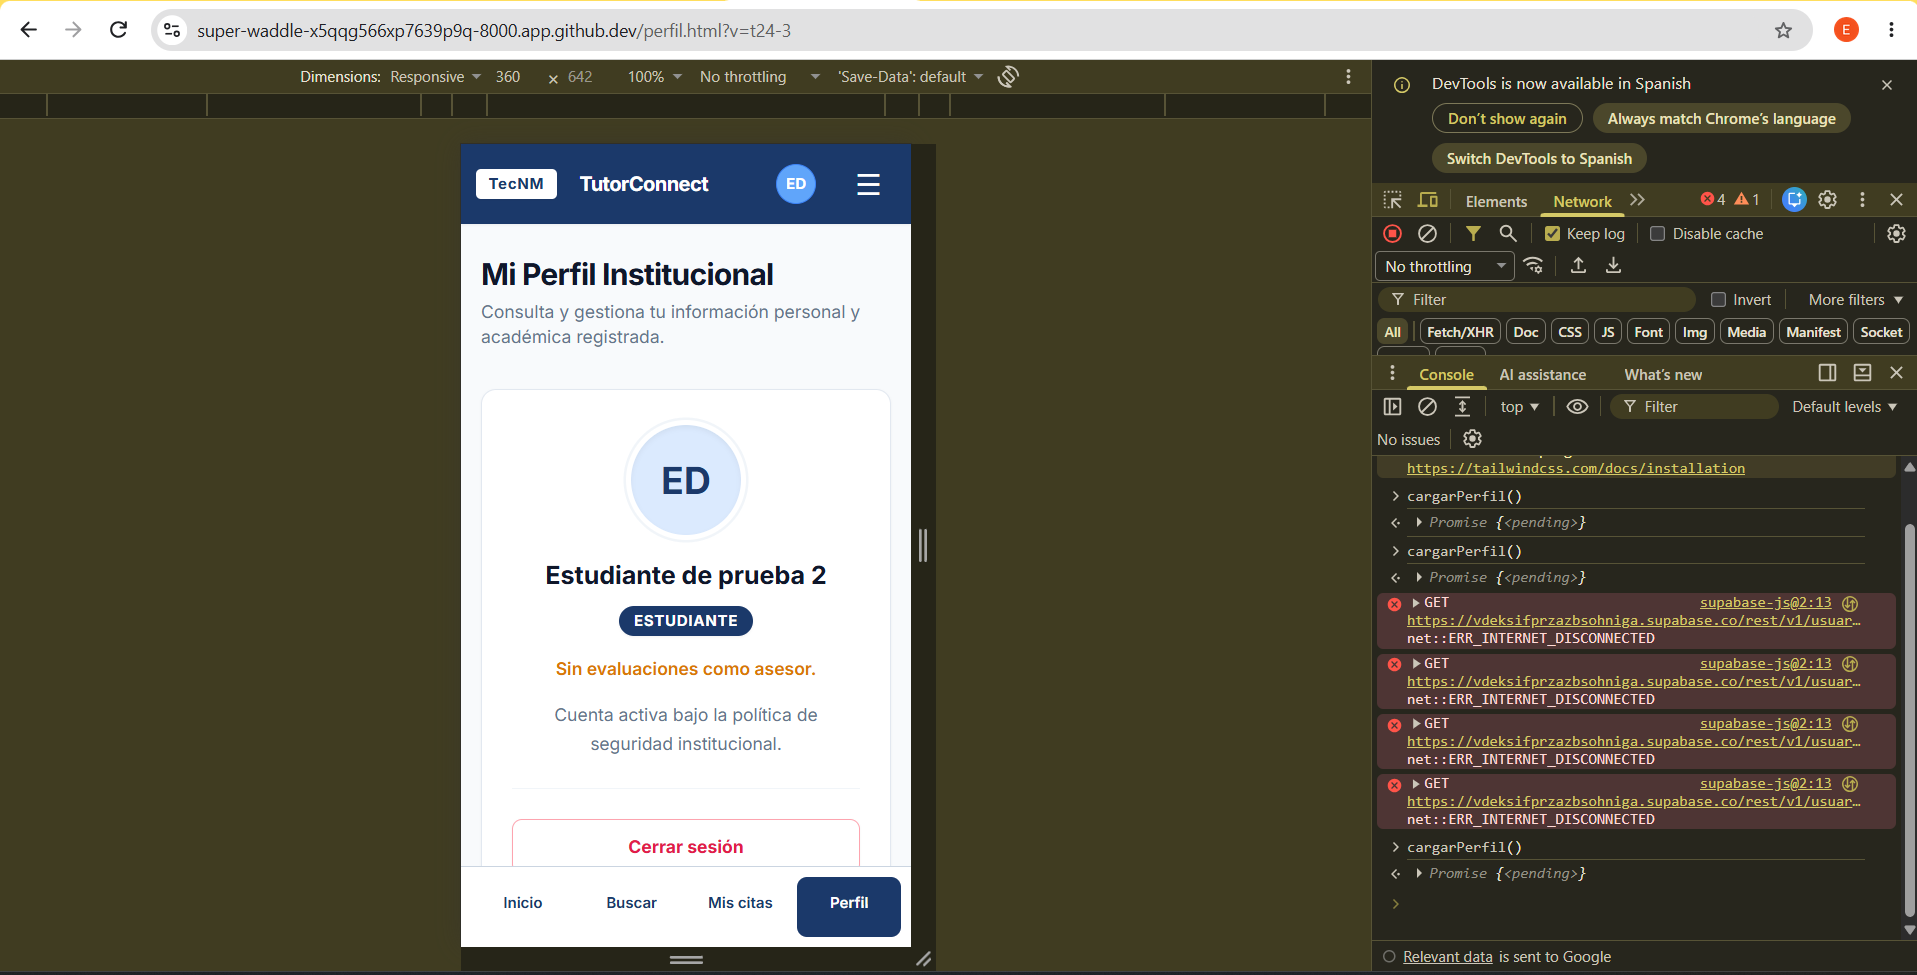 super-waddle-x5qqg566xp7639p9q-8000.app.github.dev/perfil.html?v=t24-3
E
Dimensions: Responsive 360 × 642 100% No throttling 'Save-Data': default
TecNM TutorConnect ED
Mi Perfil Institucional
Consulta y gestiona tu información personal y
académica registrada.
ED
Estudiante de prueba 2
ESTUDIANTE
Sin evaluaciones como asesor.
Cuenta activa bajo la política de
seguridad institucional.
Cerrar sesión
Inicio Buscar Mis citas Perfil
DevTools is now available in Spanish
Don't show again Always match Chrome's language
Switch DevTools to Spanish
Elements Network 4 1
Keep log Disable cache
No throttling
Filter Invert More filters
All Fetch/XHR Doc CSS JS Font Img Media Manifest Socket
Console AI assistance What's new
top Filter Default levels
No issues
https://tailwindcss.com/docs/installation
cargarPerfil()
Promise {<pending>}
cargarPerfil()
Promise {<pending>}
GET supabase-js@2:13
https://vdeksifprzazbsohniga.supabase.co/rest/v1/usuar…
net::ERR_INTERNET_DISCONNECTED
GET supabase-js@2:13
https://vdeksifprzazbsohniga.supabase.co/rest/v1/usuar…
net::ERR_INTERNET_DISCONNECTED
GET supabase-js@2:13
https://vdeksifprzazbsohniga.supabase.co/rest/v1/usuar…
net::ERR_INTERNET_DISCONNECTED
GET supabase-js@2:13
https://vdeksifprzazbsohniga.supabase.co/rest/v1/usuar…
net::ERR_INTERNET_DISCONNECTED
cargarPerfil()
Promise {<pending>}
Relevant data is sent to Google